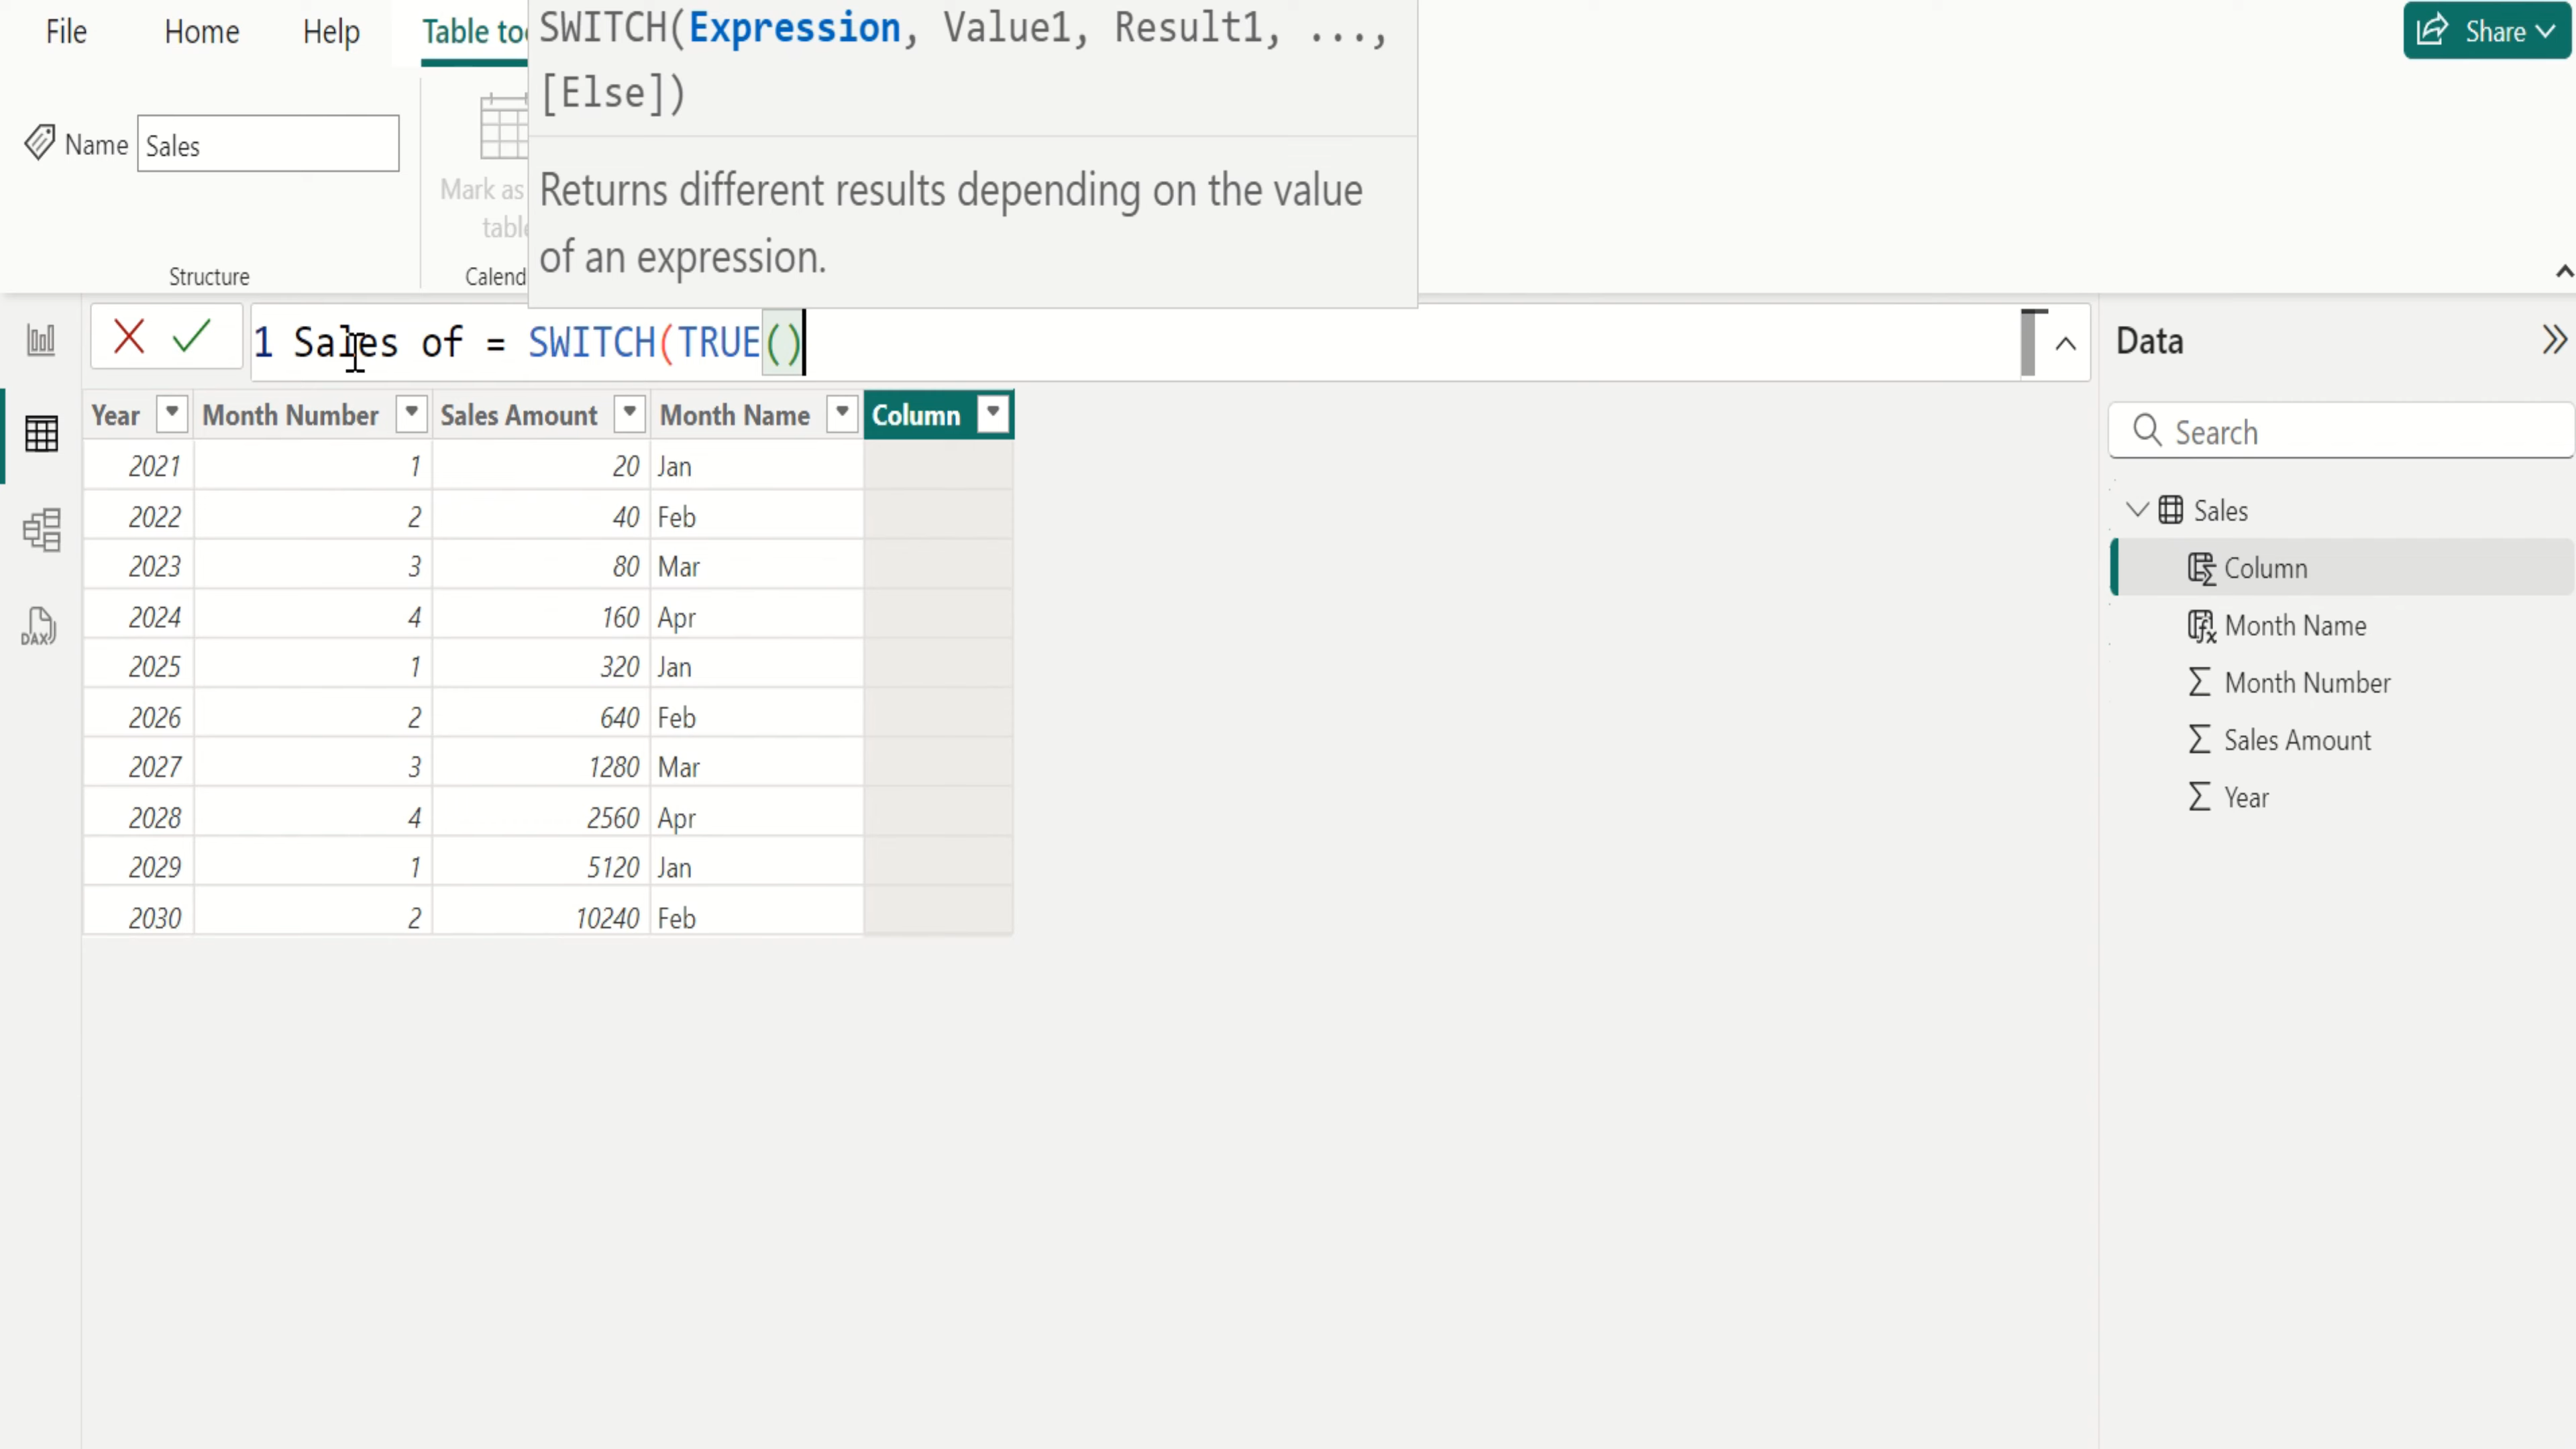 File Home Help Table to
SWITCH(Expression, Value1, Result1, ...,
[Else])
Returns different results depending on the value
of an expression.
Share
Name Sales
Mark as
table
Structure
Calend
1 Sales of = SWITCH(TRUE()
Year Month Number Sales Amount Month Name Column
2021 1 20 Jan
2022 2 40 Feb
2023 3 80 Mar
2024 4 160 Apr
2025 1 320 Jan
2026 2 640 Feb
2027 3 1280 Mar
2028 4 2560 Apr
2029 1 5120 Jan
2030 2 10240 Feb
DAX
Data
Search
Sales
Column
Month Name
Month Number
Sales Amount
Year